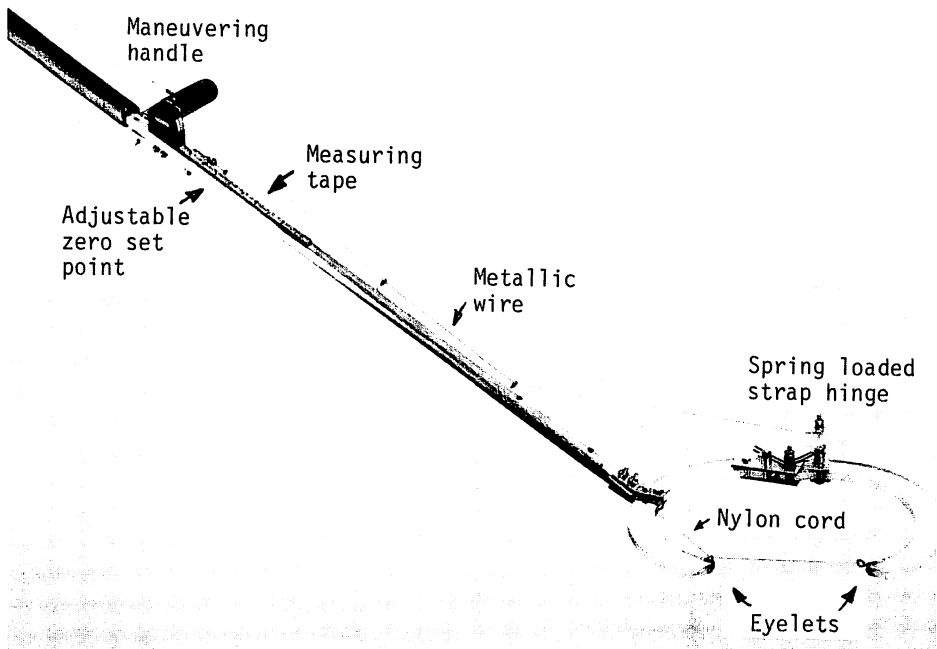 Maneuvering
handle
Measuring
tape
Adjustable
zero set
point
Metallic
wire
Spring loaded
strap hinge
Nylon cord
Eyelets